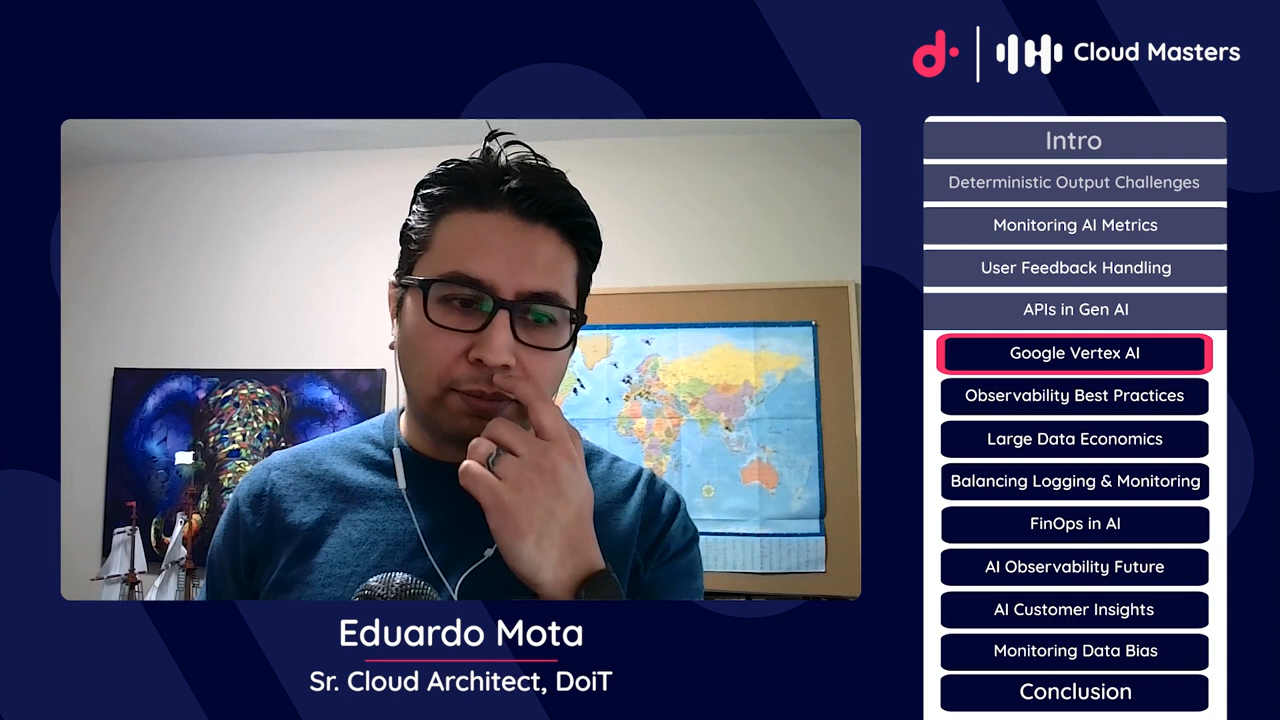 Cloud Masters
Intro
Deterministic Output Challenges
Monitoring AI Metrics
User Feedback Handling
APIs in Gen AI
Google Vertex AI
Observability Best Practices
Large Data Economics
Balancing Logging & Monitoring
FinOps in AI
AI Observability Future
AI Customer Insights
Monitoring Data Bias
Conclusion
Eduardo Mota
Sr. Cloud Architect, DoiT